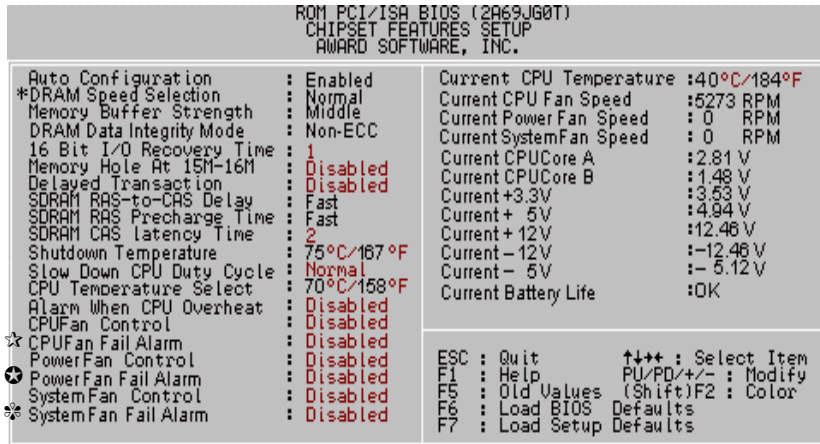 ROM PCI/ISA BIOS (2A69JG0T)
CHIPSET FEATURES SETUP
AWARD SOFTWARE, INC.
Auto Configuration : Enabled
*DRAM Speed Selection : Normal
Memory Buffer Strength : Middle
DRAM Data Integrity Mode : Non-ECC
16 Bit I/O Recovery Time : 1
Memory Hole At 15M-16M : Disabled
Delayed Transaction : Disabled
SDRAM RAS-to-CAS Delay : Fast
SDRAM RAS Precharge Time : Fast
SDRAM CAS latency Time : 2
Shutdown Temperature : 75°C/167 °F
Slow Down CPU Duty Cycle : Normal
CPU Temperature Select : 70°C/158°F
Alarm When CPU Overheat : Disabled
CPUFan Control : Disabled
☆ CPUFan Fail Alarm : Disabled
PowerFan Control : Disabled
✪ PowerFan Fail Alarm : Disabled
SystemFan Control : Disabled
✽ SystemFan Fail Alarm : Disabled
Current CPU Temperature :40°C/184°F
Current CPU Fan Speed :5273 RPM
Current Power Fan Speed : 0 RPM
Current SystemFan Speed : 0 RPM
Current CPUCore A :2.81 V
Current CPUCore B :1.48 V
Current +3.3V :3.53 V
Current + 5V :4.94 V
Current + 12V :12.46 V
Current – 12V :–12.46 V
Current – 5V :– 5.12 V
Current Battery Life :OK
ESC : Quit ↑↓→← : Select Item
F1 : Help PU/PD/+/- : Modify
F5 : Old Values (Shift)F2 : Color
F6 : Load BIOS Defaults
F7 : Load Setup Defaults